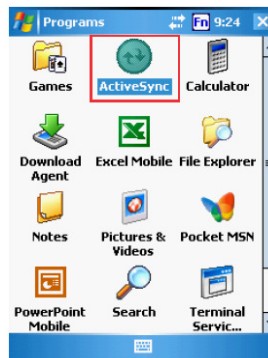 Programs Fn 9:24
Games ActiveSync Calculator
Download Excel Mobile File Explorer
Agent
Notes Pictures & Pocket MSN
Videos
PowerPoint Search Terminal
Mobile Servic...